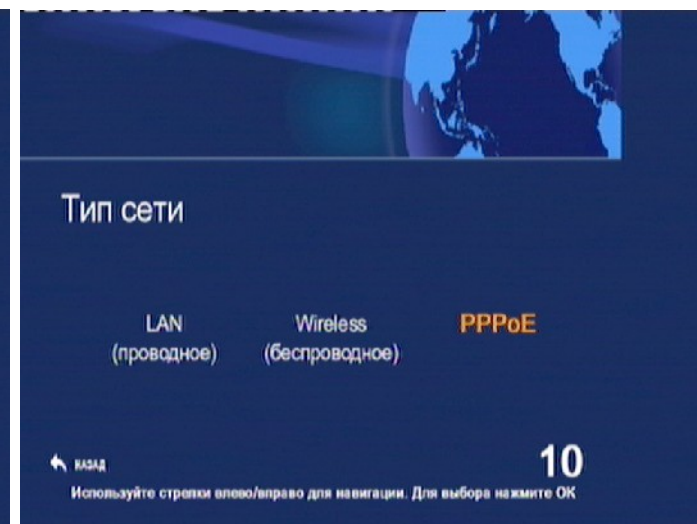 Тип сети
LAN Wireless PPPoE
(проводное) (беспроводное)
НАЗАД 10
Используйте стрелки влево/вправо для навигации. Для выбора нажмите ОК